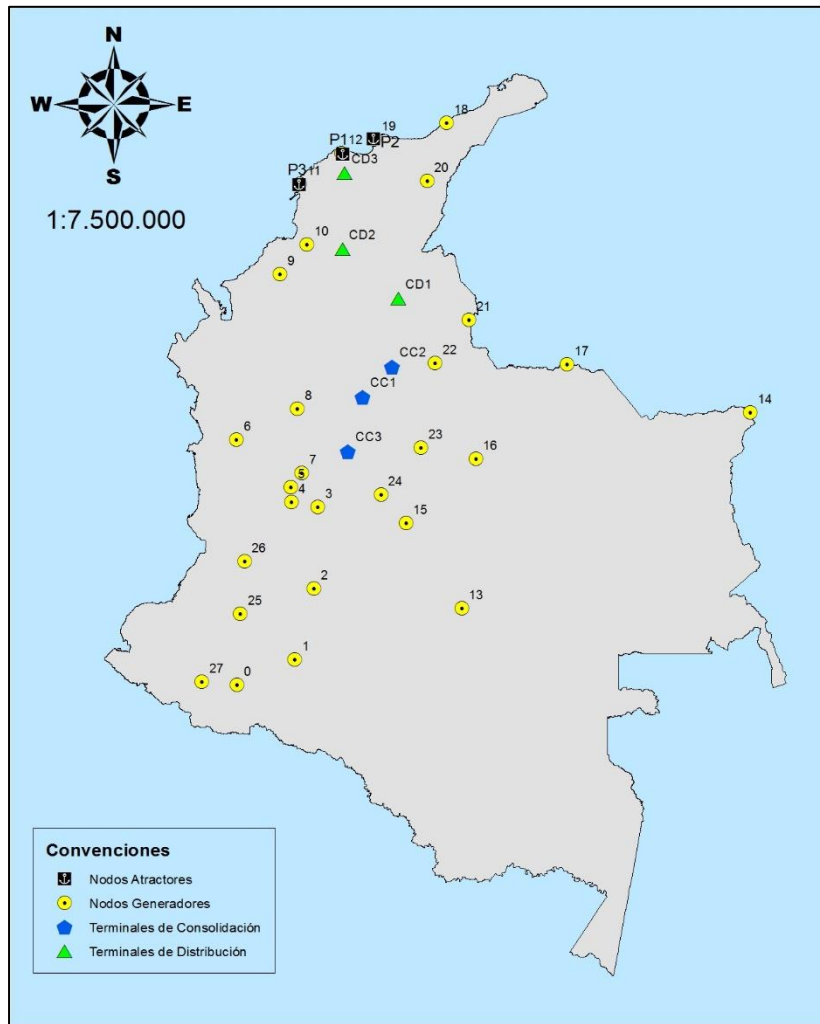 N
W E
S
1:7.500.000
18
19
P1 12 P2
CD3
P3 11
20
10
CD2
9
CD1
21
CC2
22
17
CC1
8
14
6
CC3
23
16
7
5
4
3
24
15
26
2
25
13
1
27
0
Convenciones
Nodos Atractores
Nodos Generadores
Terminales de Consolidación
Terminales de Distribución